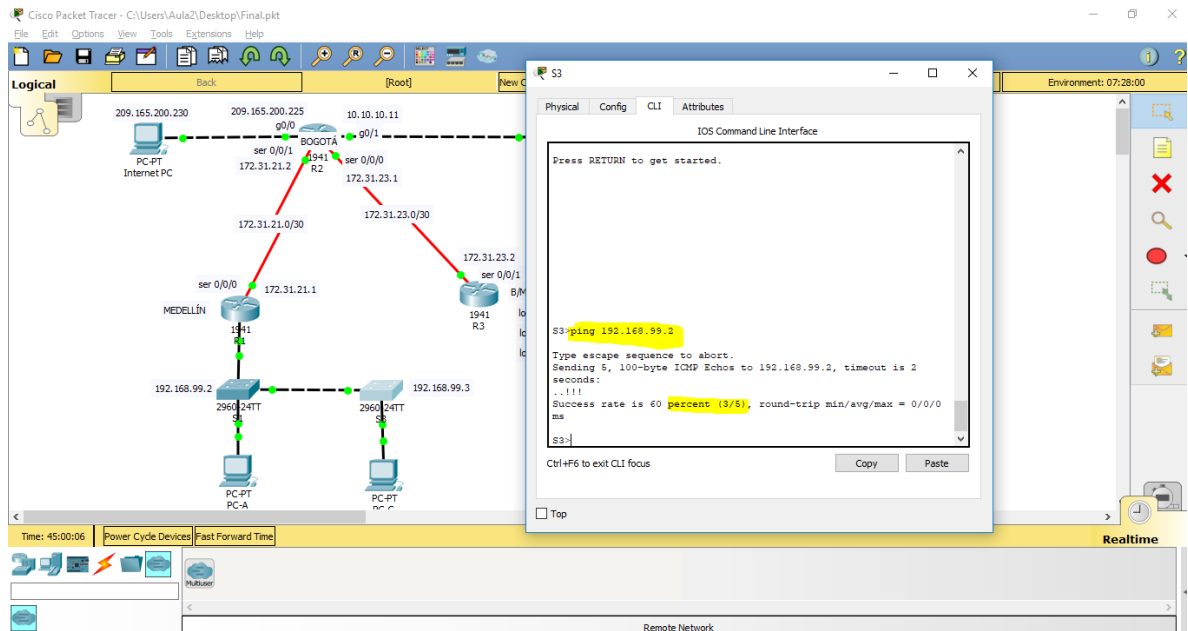 Cisco Packet Tracer - C:\Users\Aula2\Desktop\Final.pkt
File Edit Options View Tools Extensions Help
Logical
Back
[Root]
New C
Environment: 07:28:00
209.165.200.230
209.165.200.225
10.10.10.11
g0/0
g0/1
BOGOTÁ
PC-PT
Internet PC
ser 0/0/1
1941
R2
ser 0/0/0
172.31.21.2
172.31.23.1
172.31.21.0/30
172.31.23.0/30
172.31.23.2
ser 0/0/1
ser 0/0/0
172.31.21.1
MEDELLÍN
1941
R1
1941
R3
B/M
lo
lo
lo
192.168.99.2
192.168.99.3
2960-24TT
S1
2960-24TT
S3
PC-PT
PC-A
PC-PT
PC-C
S3
Physical Config CLI Attributes
IOS Command Line Interface
Press RETURN to get started.
S3>ping 192.168.99.2
Type escape sequence to abort.
Sending 5, 100-byte ICMP Echos to 192.168.99.2, timeout is 2
seconds:
..!!!
Success rate is 60 percent (3/5), round-trip min/avg/max = 0/0/0
ms
S3>
Ctrl+F6 to exit CLI focus
Copy
Paste
Top
Time: 45:00:06
Power Cycle Devices
Fast Forward Time
Realtime
Multiuser
Remote Network